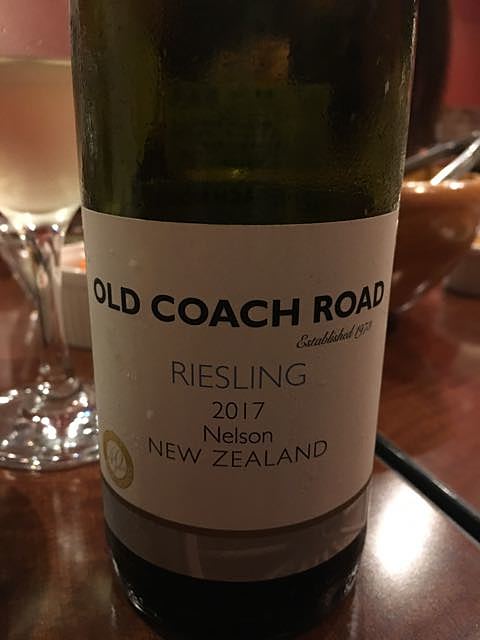 OLD COACH ROAD
Established 1973
RIESLING
2017
Nelson
NEW ZEALAND